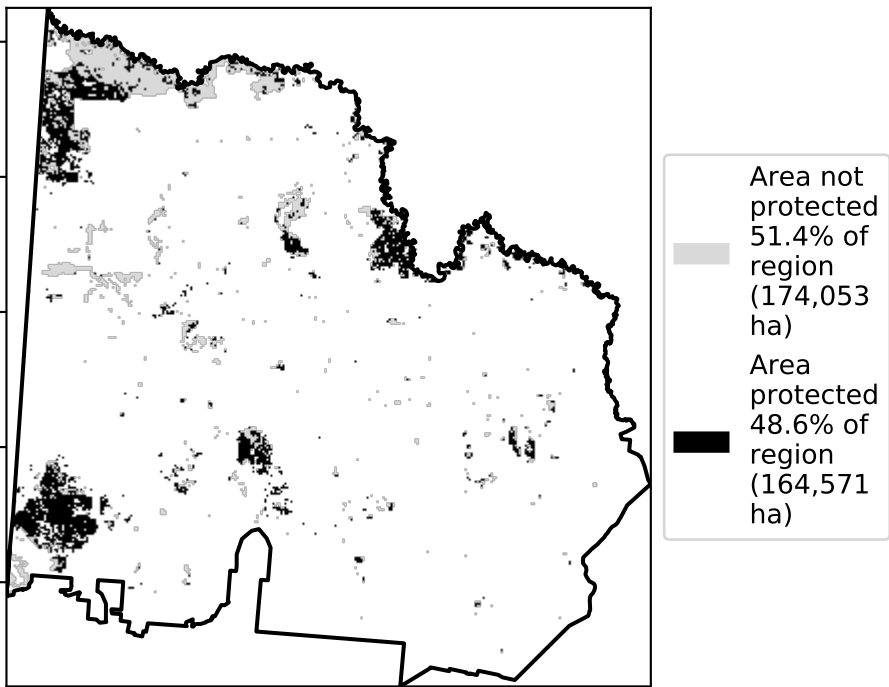 Area not
protected
51.4% of
region
(174,053
ha)
Area
protected
48.6% of
region
(164,571
ha)